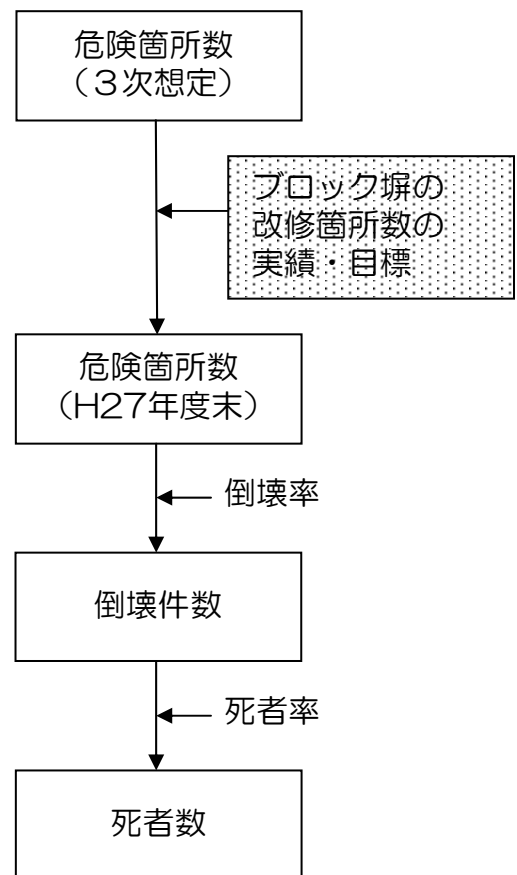 危険箇所数
（３次想定）
ブロック塀の
改修箇所数の
実績・目標
危険箇所数
（H27年度末）
倒壊率
倒壊件数
死者率
死者数